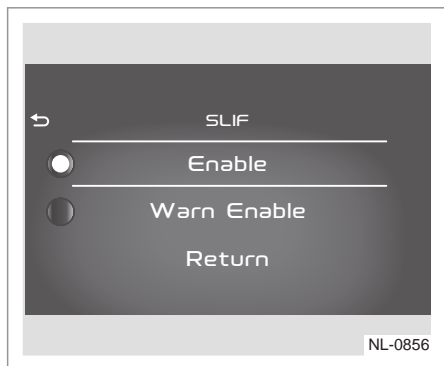 SLIF
Enable
Warn Enable
Return
NL-0856